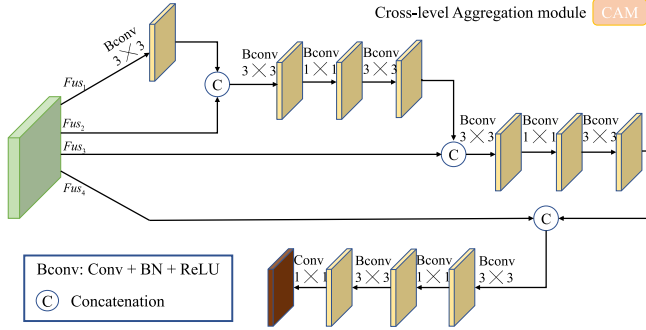 Cross-level Aggregation module CAM
Bconv
3 × 3
Fus₁
Fus₂
Fus₃
Fus₄
C
Bconv
3 × 3
Bconv
1 × 1
Bconv
3 × 3
C
Bconv
3 × 3
Bconv
1 × 1
Bconv
3 × 3
C
Conv
1 × 1
Bconv
3 × 3
Bconv
1 × 1
Bconv
3 × 3
Bconv: Conv + BN + ReLU
C Concatenation